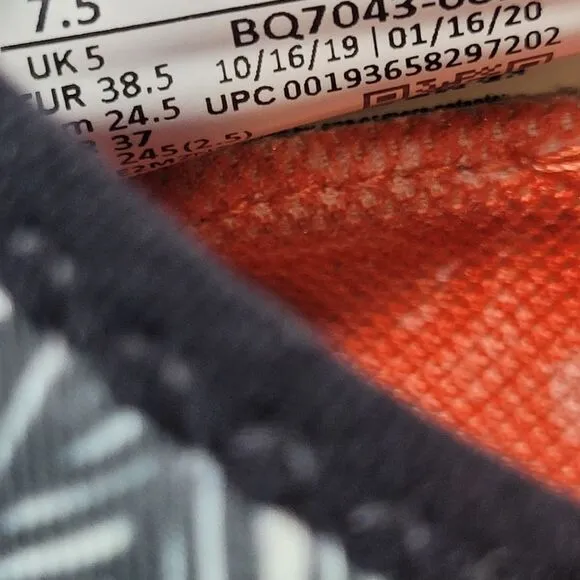 7.5
UK 5
EUR 38.5
24.5
37
245(2.5)
BQ7043-
10/16/19 | 01/16/20
UPC 00193658297202